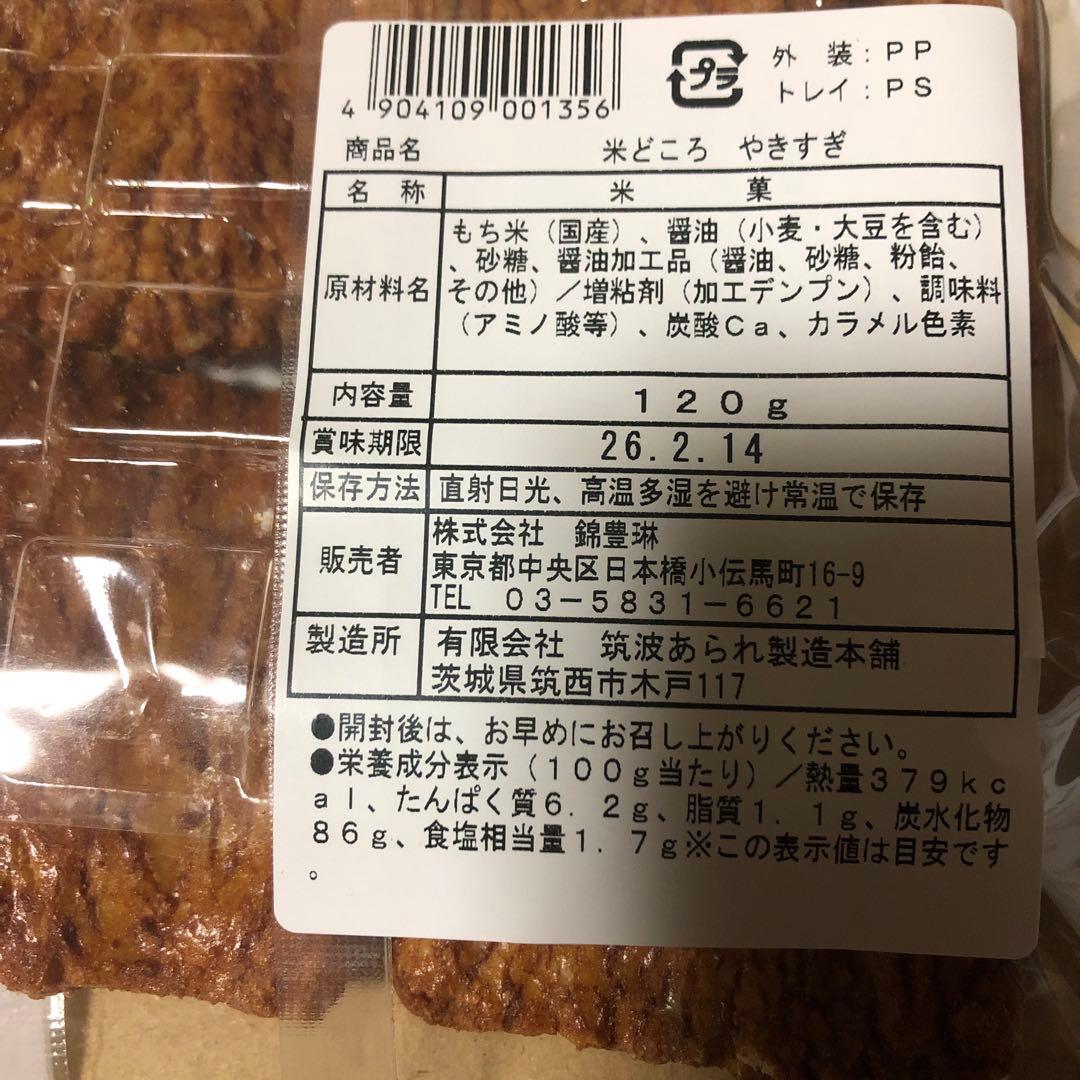 4 904109 001356
プラ
外 装：PP
トレイ：PS
商品名 米どころ やきすぎ
名 称 米 菓
原材料名 もち米（国産）、醤油（小麦・大豆を含む）
、砂糖、醤油加工品（醤油、砂糖、粉飴、
その他）／増粘剤（加工デンプン）、調味料
（アミノ酸等）、炭酸Ca、カラメル色素
内容量 120g
賞味期限 26.2.14
保存方法 直射日光、高温多湿を避け常温で保存
販売者 株式会社 錦豊琳
東京都中央区日本橋小伝馬町16-9
TEL 03-5831-6621
製造所 有限会社 筑波あられ製造本舗
茨城県筑西市木戸117
●開封後は、お早めにお召し上がりください。
●栄養成分表示（100g当たり）／熱量379kc
al、たんぱく質6.2g、脂質1.1g、炭水化物
86g、食塩相当量1.7g※この表示値は目安です
。